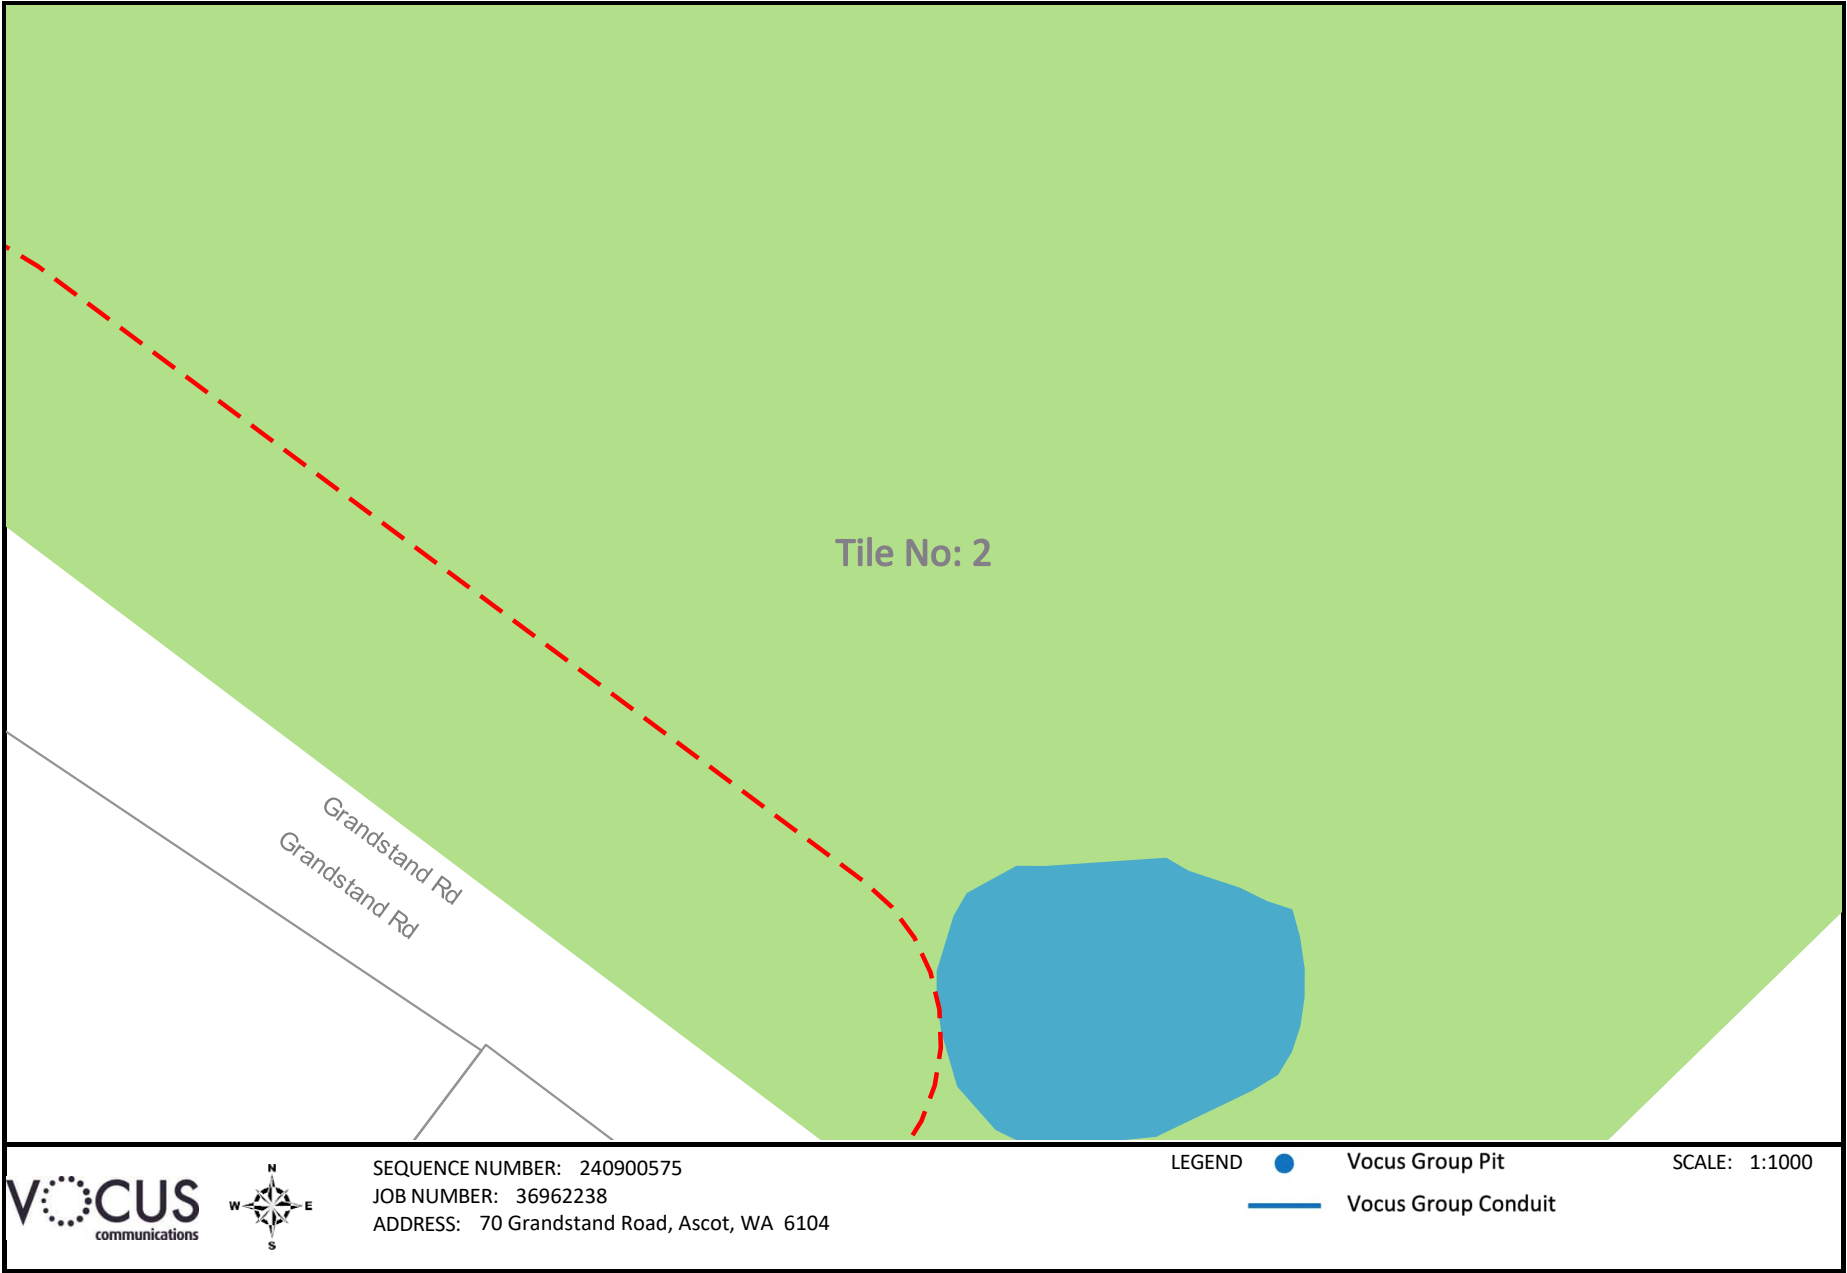 Tile No: 2
Grandstand Rd
Grandstand Rd
VOCUS
communications
N
W E
S
SEQUENCE NUMBER: 240900575
JOB NUMBER: 36962238
ADDRESS: 70 Grandstand Road, Ascot, WA 6104
LEGEND
Vocus Group Pit
Vocus Group Conduit
SCALE: 1:1000